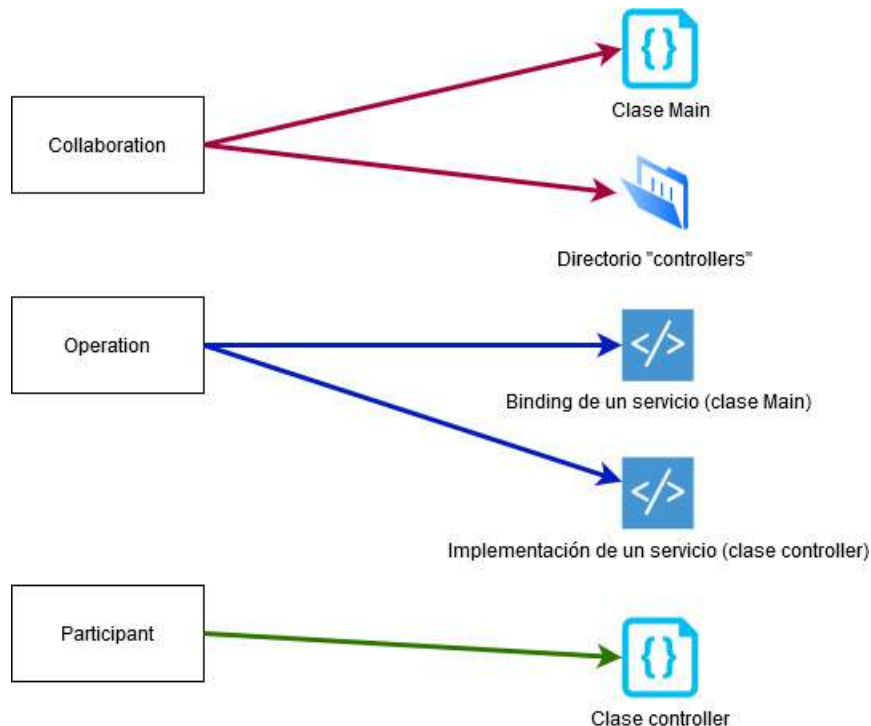 Clase Main
Collaboration
Directorio "controllers"
Operation
Binding de un servicio (clase Main)
Implementación de un servicio (clase controller)
Participant
Clase controller